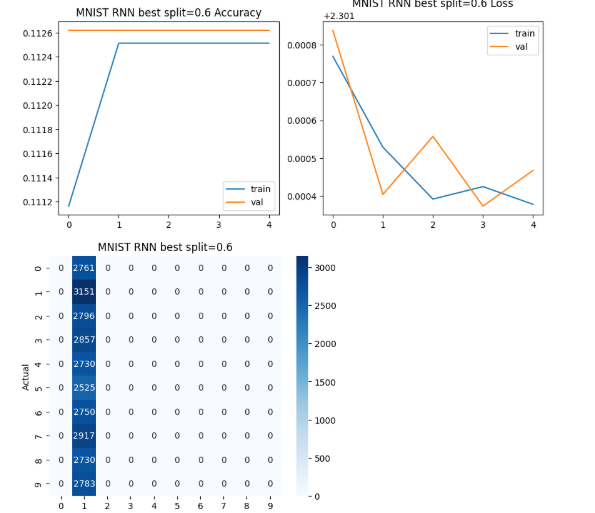 MNIST RNN best split=0.6 Accuracy
0.1126
0.1124
0.1122
0.1120
0.1118
0.1116
0.1114
0.1112
0 1 2 3 4
train
val
MNIST RNN best split=0.6 Loss
+2.301
0.0008
0.0007
0.0006
0.0005
0.0004
0 1 2 3 4
train
val
MNIST RNN best split=0.6
Actual
0 0 2761 0 0 0 0 0 0 0 0
1 0 3151 0 0 0 0 0 0 0 0
2 0 2796 0 0 0 0 0 0 0 0
3 0 2857 0 0 0 0 0 0 0 0
4 0 2730 0 0 0 0 0 0 0 0
5 0 2525 0 0 0 0 0 0 0 0
6 0 2750 0 0 0 0 0 0 0 0
7 0 2917 0 0 0 0 0 0 0 0
8 0 2730 0 0 0 0 0 0 0 0
9 0 2783 0 0 0 0 0 0 0 0
0 1 2 3 4 5 6 7 8 9
3000
2500
2000
1500
1000
500
0